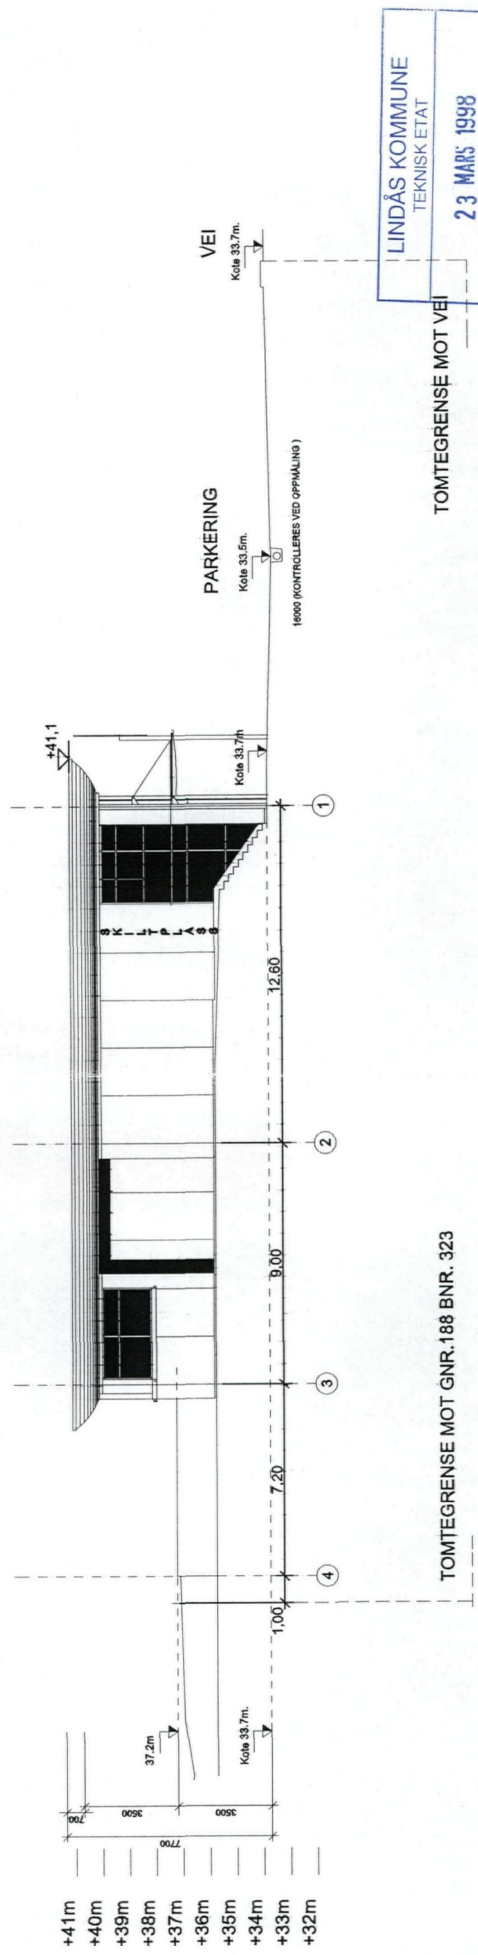 LINDÅS KOMMUNE
TEKNISK ETAT
23 MARS 1998
VEI
Kote 33.7m.
TOMTEGRENSE MOT VEI
PARKERING
Kote 33.5m.
16000 (KONTROLLERES VED OPPMÅLING )
+41,1
Kote 33.7m
SKILTPLASS
1
12,60
2
9,00
3
7,20
4
1,00
TOMTEGRENSE MOT GNR.188 BNR. 323
37.2m
Kote 33.7m.
700
3500
3500
7700
+41m
+40m
+39m
+38m
+37m
+36m
+35m
+34m
+33m
+32m